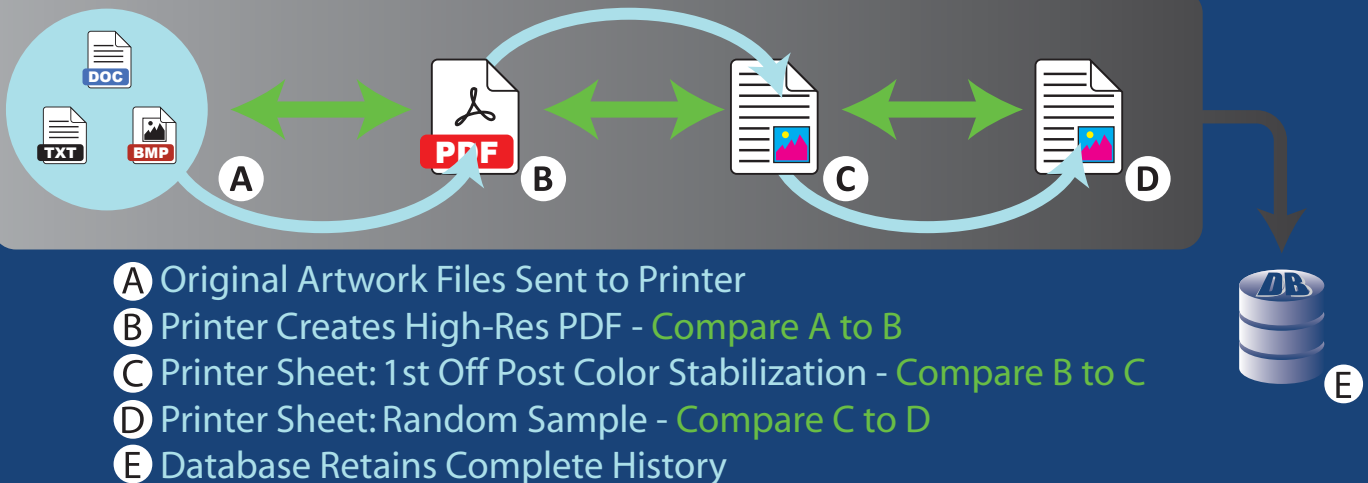 DOC
TXT
BMP
PDF
A
B
C
D
DB
E
A Original Artwork Files Sent to Printer
B Printer Creates High-Res PDF - Compare A to B
C Printer Sheet: 1st Off Post Color Stabilization - Compare B to C
D Printer Sheet: Random Sample - Compare C to D
E Database Retains Complete History